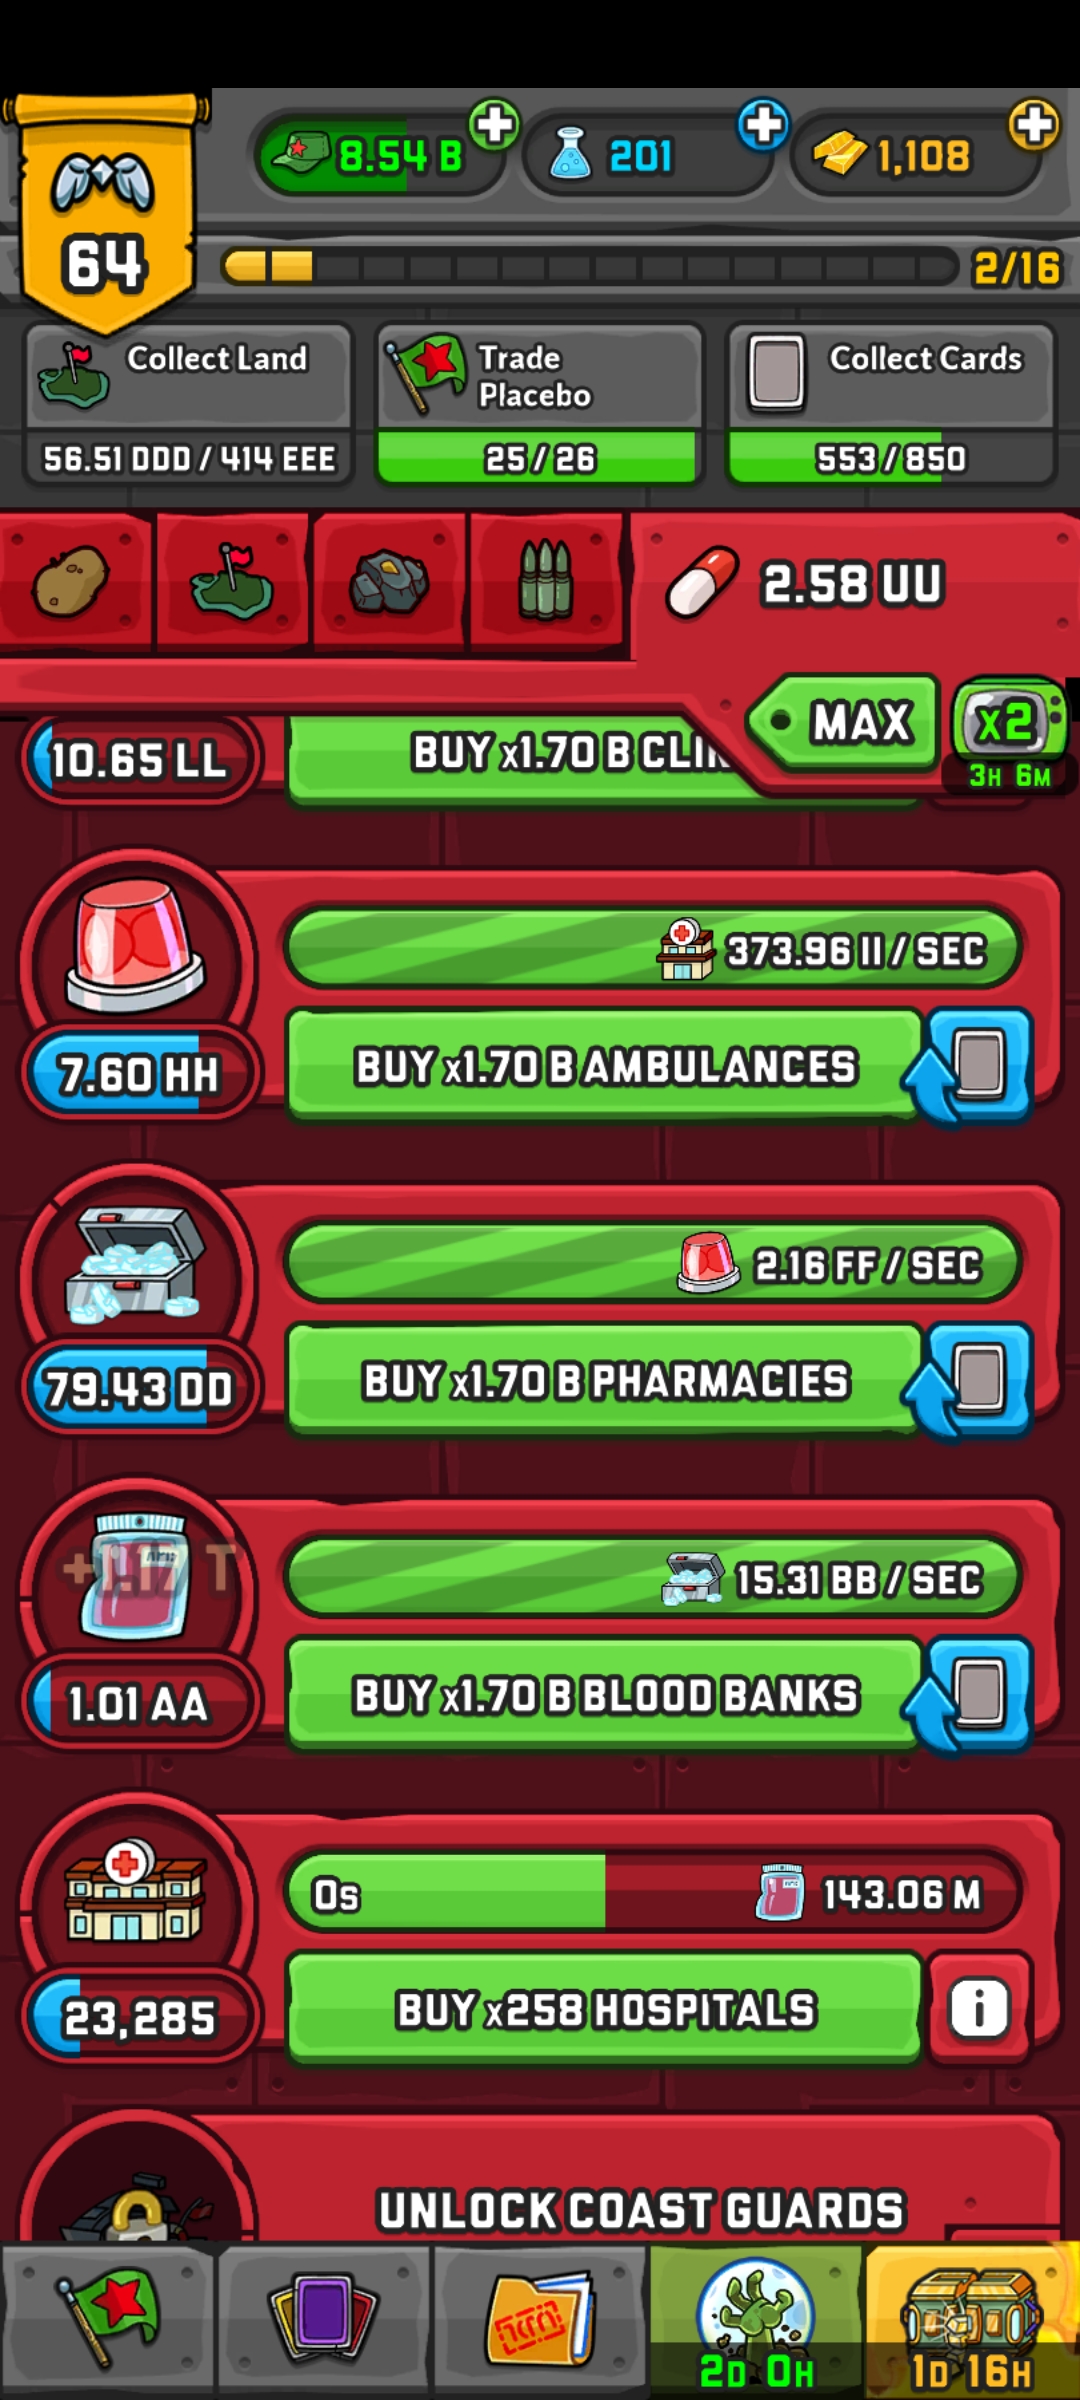 8.54 B
201
1,108
64
2/16
Collect Land
56.51 DDD / 414 EEE
Trade
Placebo
25 / 26
Collect Cards
553 / 850
2.58 UU
MAX
x2
3H 6M
10.65 LL
BUY x1.70 B
373.96 II / SEC
7.60 HH
BUY x1.70 B AMBULANCES
2.16 FF / SEC
79.43 DD
BUY x1.70 B PHARMACIES
15.31 BB / SEC
1.01 AA
BUY x1.70 B BLOOD BANKS
0s
143.06 M
23,285
BUY x258 HOSPITALS
i
UNLOCK COAST GUARDS
2D 0H
1D 16H